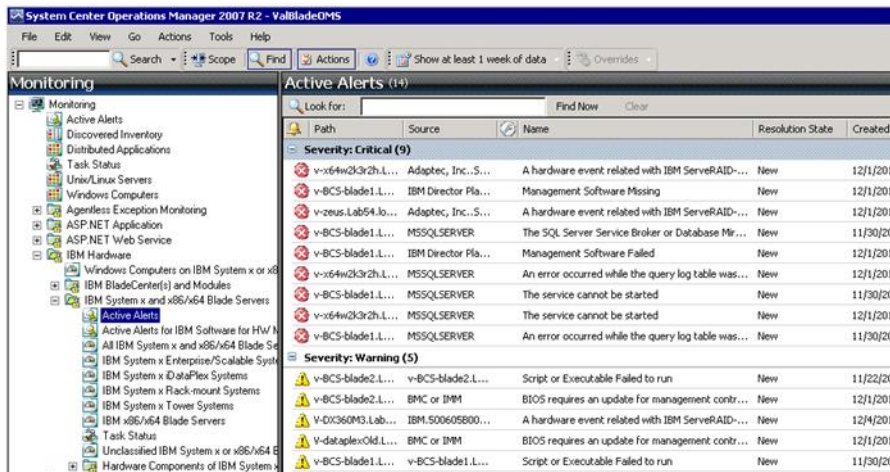 System Center Operations Manager 2007 R2 - ValBladeOMS
File Edit View Go Actions Tools Help
Search Scope Find Actions Show at least 1 week of data Overrides
Monitoring
Monitoring
Active Alerts
Discovered Inventory
Distributed Applications
Task Status
Unix/Linux Servers
Windows Computers
Agentless Exception Monitoring
ASP.NET Application
ASP.NET Web Service
IBM Hardware
Windows Computers on IBM System x or x8
IBM BladeCenter(s) and Modules
IBM System x and x86/x64 Blade Servers
Active Alerts
Active Alerts for IBM Software for HW M
All IBM System x and x86/x64 Blade Se
IBM System x Enterprise/Scalable Syste
IBM System x iDataPlex Systems
IBM System x Rack-mount Systems
IBM System x Tower Systems
IBM x86/x64 Blade Servers
Task Status
Unclassified IBM System x or x86/x64 B
Hardware Components of IBM System x
Active Alerts (14)
Look for: Find Now Clear
Path Source Name Resolution State Created
Severity: Critical (9)
v-x64w2k3r2h.L... Adaptec, Inc..S... A hardware event related with IBM ServeRAID-... New 12/1/201
v-BCS-blade1.L... IBM Director Pla... Management Software Missing New 12/1/201
v-zeus.Lab54.lo... Adaptec, Inc..S... A hardware event related with IBM ServeRAID-... New 12/1/201
v-BCS-blade1.L... MSSQLSERVER The SQL Server Service Broker or Database Mir... New 11/30/20
v-BCS-blade1.L... IBM Director Pla... Management Software Failed New 12/1/201
v-x64w2k3r2h.L... MSSQLSERVER An error occurred while the query log table was... New 12/1/201
v-BCS-blade1.L... MSSQLSERVER The service cannot be started New 11/30/20
v-x64w2k3r2h.L... MSSQLSERVER The service cannot be started New 12/1/201
v-BCS-blade1.L... MSSQLSERVER An error occurred while the query log table was... New 11/30/20
Severity: Warning (5)
v-BCS-blade2.L... v-BCS-blade2.L... Script or Executable Failed to run New 11/22/20
v-BCS-blade2.L... BMC or IMM BIOS requires an update for management contr... New 12/1/201
V-DX360M3.Lab... IBM.500605B00... A hardware event related with IBM ServeRAID-... New 12/4/201
V-dataplexOld.L... BMC or IMM BIOS requires an update for management contr... New 12/1/201
v-BCS-blade1.L... v-BCS-blade1.L... Script or Executable Failed to run New 11/30/20